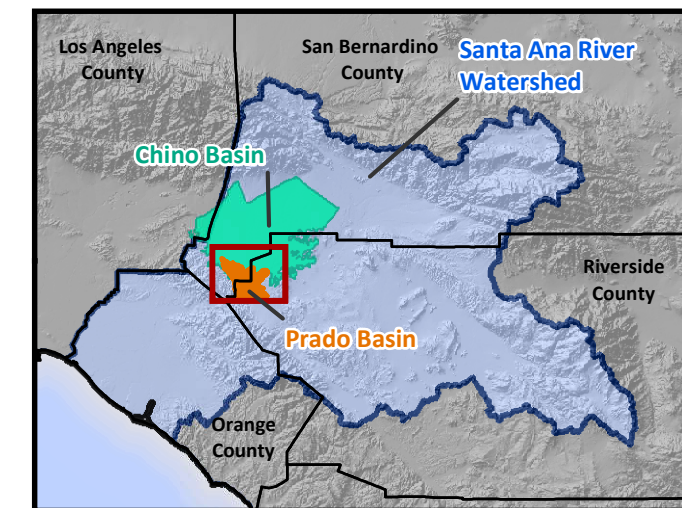 Los Angeles
County
San Bernardino
County
Santa Ana River
Watershed
Chino Basin
Riverside
County
Prado Basin
Orange
County